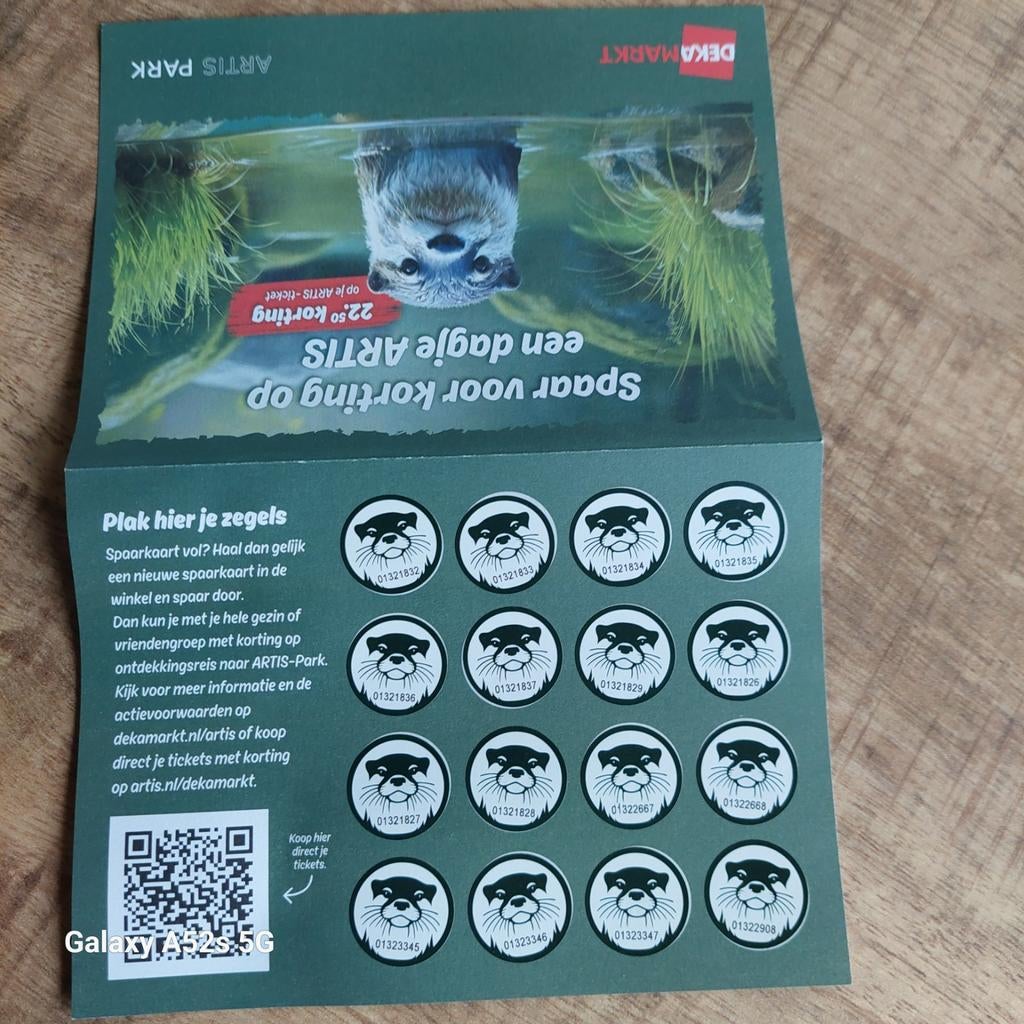 DEKAMARKT
ARTIS PARK
Spaar voor korting op
een dagje ARTIS
22.50 korting
op je ARTIS-ticket
Plak hier je zegels
Spaarkaart vol? Haal dan gelijk
een nieuwe spaarkaart in de
winkel en spaar door.
Dan kun je met je hele gezin of
vriendengroep met korting op
ontdekkingsreis naar ARTIS-Park.
Kijk voor meer informatie en de
actievoorwaarden op
dekamarkt.nl/artis of koop
direct je tickets met korting
op artis.nl/dekamarkt.
Koop hier
direct je
tickets.
01321832 01321833 01321834 01321835
01321836 01321837 01321829 01321826
01321827 01321828 01322667 01322668
01323345 01323346 01323347 01322908
Galaxy A52s 5G